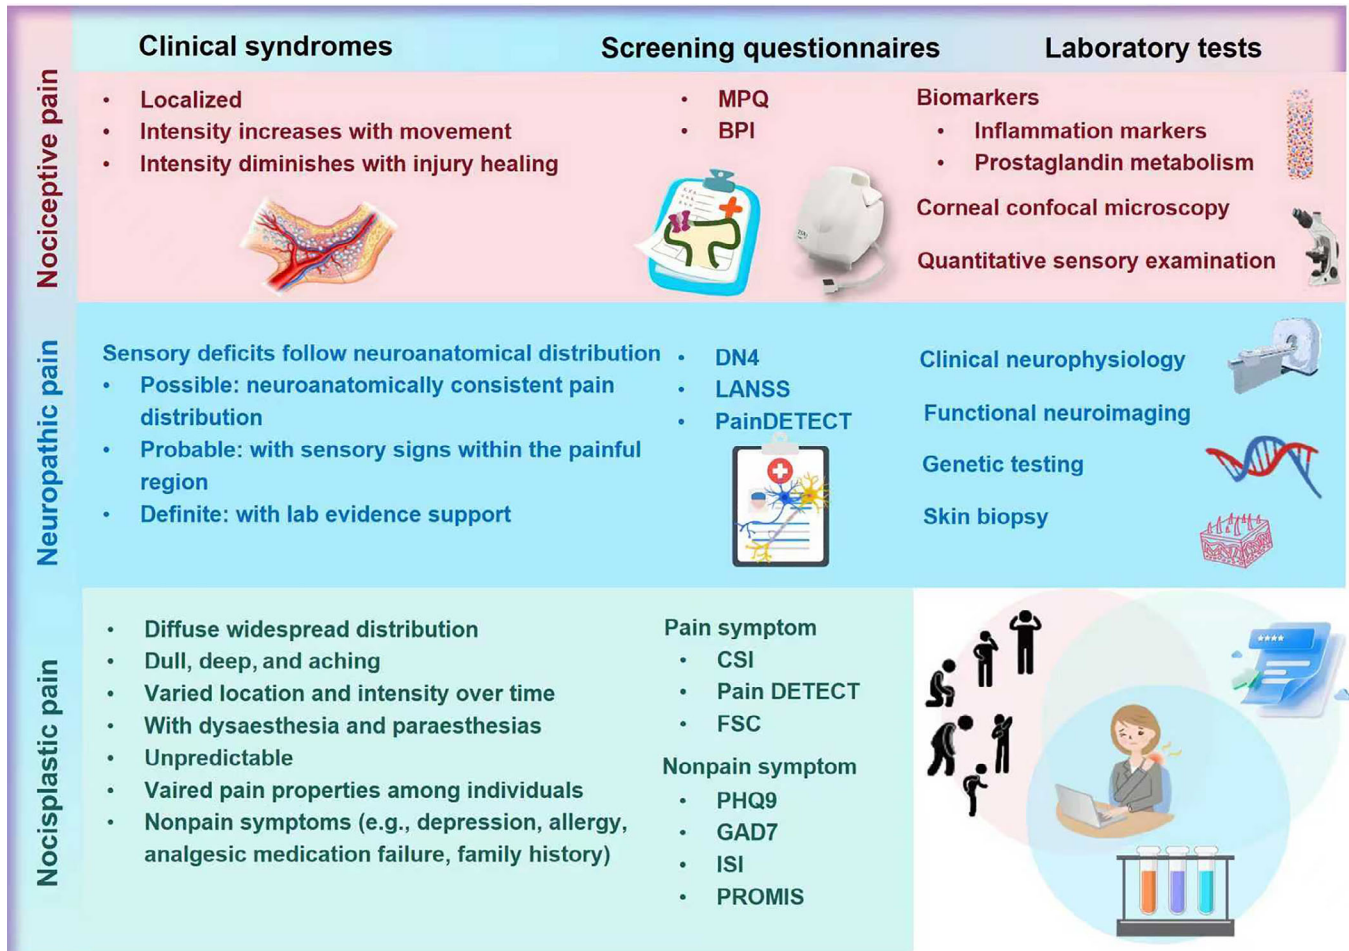 Clinical syndromes
Screening questionnaires
Laboratory tests
Nociceptive pain
• Localized
• Intensity increases with movement
• Intensity diminishes with injury healing
• MPQ
• BPI
Biomarkers
• Inflammation markers
• Prostaglandin metabolism
Corneal confocal microscopy
Quantitative sensory examination
Neuropathic pain
Sensory deficits follow neuroanatomical distribution
• Possible: neuroanatomically consistent pain
distribution
• Probable: with sensory signs within the painful
region
• Definite: with lab evidence support
• DN4
• LANSS
• PainDETECT
Clinical neurophysiology
Functional neuroimaging
Genetic testing
Skin biopsy
Nocisplastic pain
• Diffuse widespread distribution
• Dull, deep, and aching
• Varied location and intensity over time
• With dysaesthesia and paraesthesias
• Unpredictable
• Vaired pain properties among individuals
• Nonpain symptoms (e.g., depression, allergy,
analgesic medication failure, family history)
Pain symptom
• CSI
• Pain DETECT
• FSC
Nonpain symptom
• PHQ9
• GAD7
• ISI
• PROMIS
****